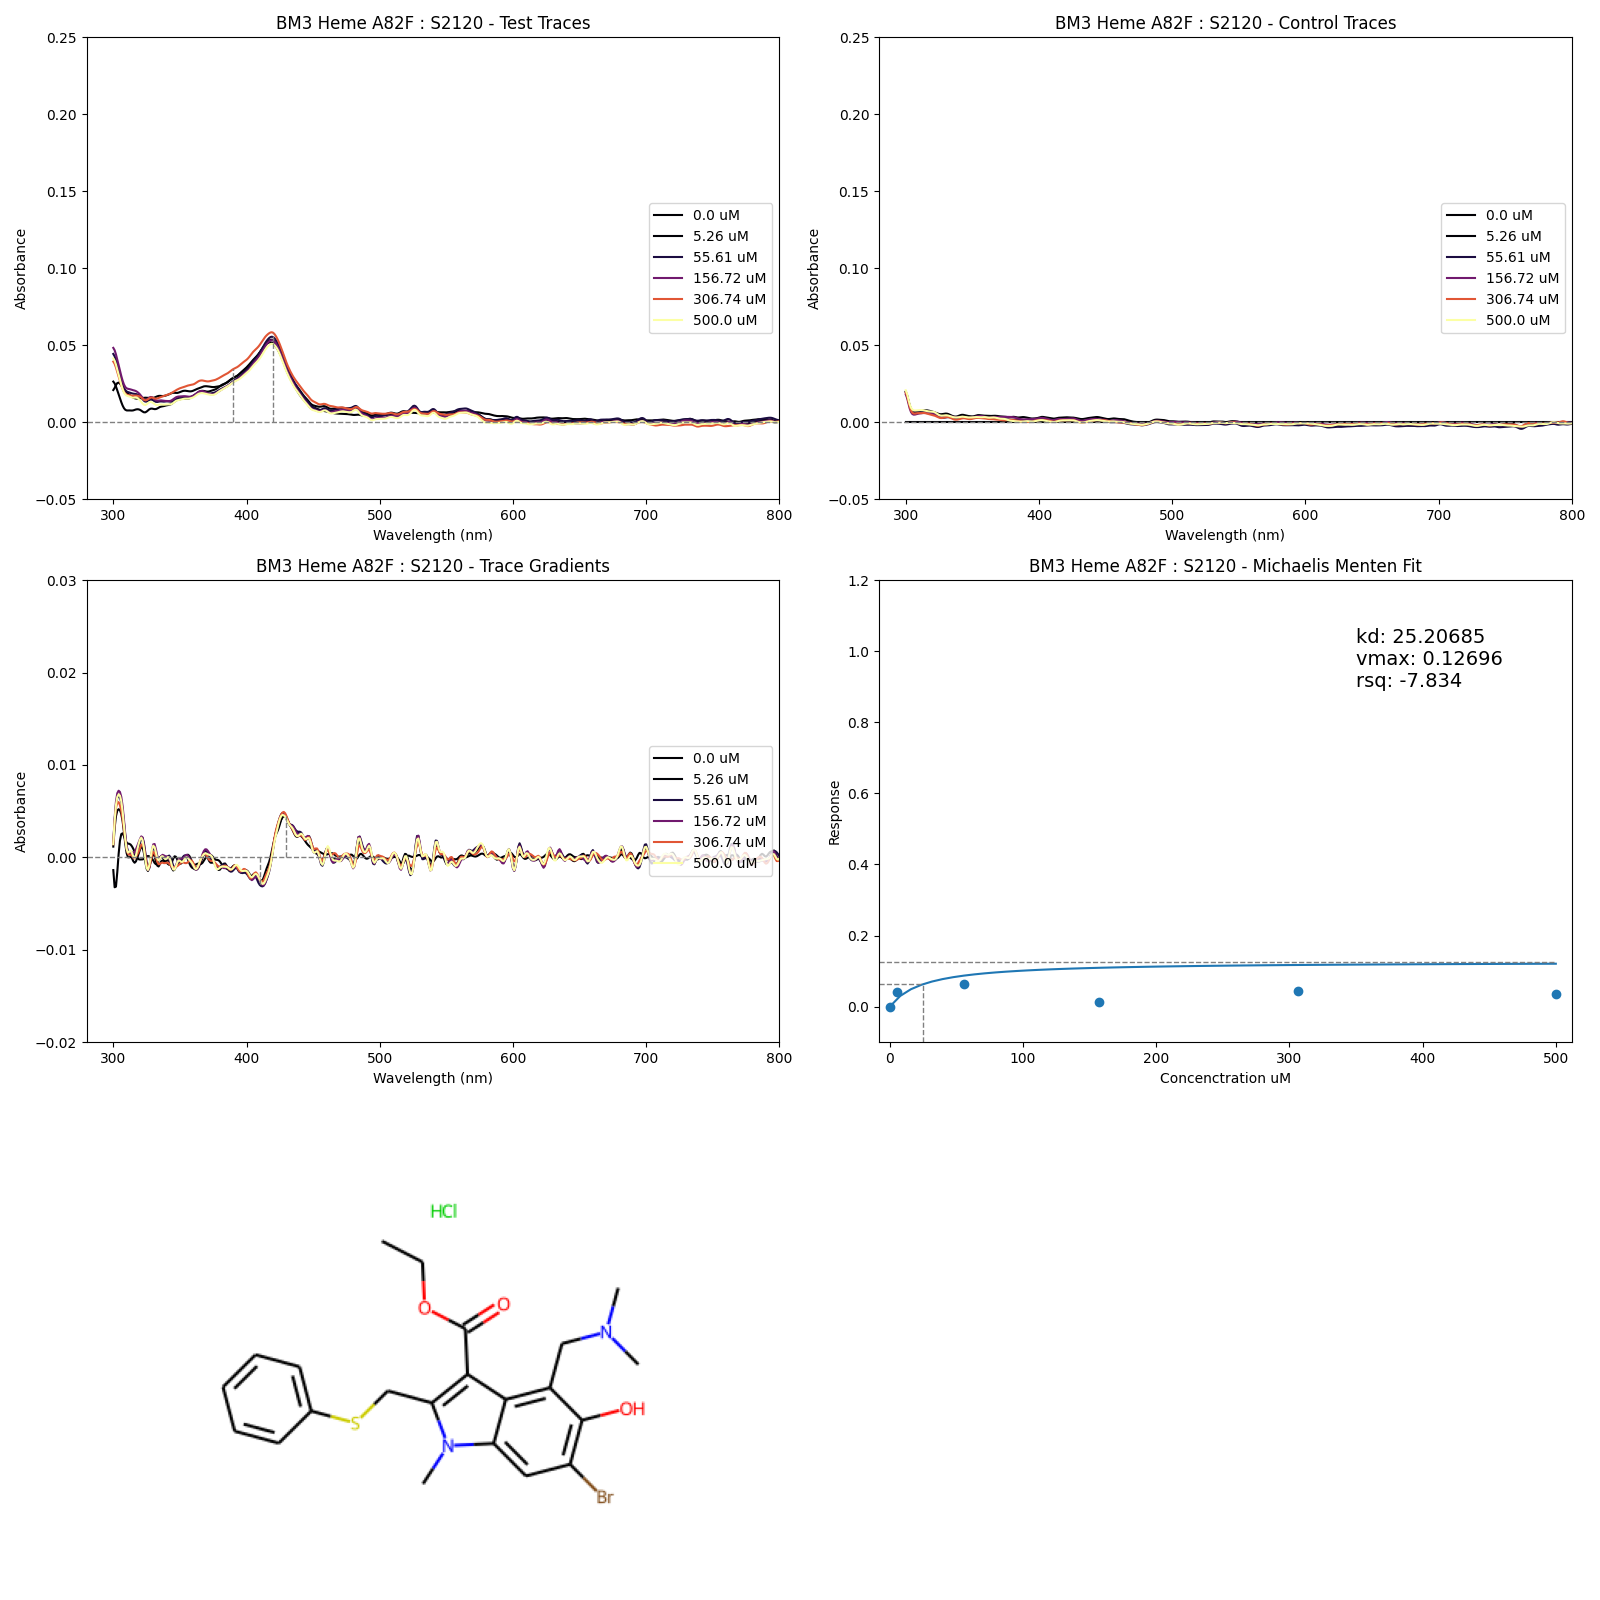 BM3 Heme A82F : S2120 - Test Traces
0.25
0.20
0.15
0.10
0.05
0.00
−0.05
Absorbance
300
400
500
600
700
800
Wavelength (nm)
0.0 uM
5.26 uM
55.61 uM
156.72 uM
306.74 uM
500.0 uM
BM3 Heme A82F : S2120 - Control Traces
0.25
0.20
0.15
0.10
0.05
0.00
−0.05
Absorbance
300
400
500
600
700
800
Wavelength (nm)
0.0 uM
5.26 uM
55.61 uM
156.72 uM
306.74 uM
500.0 uM
BM3 Heme A82F : S2120 - Trace Gradients
0.03
0.02
0.01
0.00
−0.01
−0.02
Absorbance
300
400
500
600
700
800
Wavelength (nm)
0.0 uM
5.26 uM
55.61 uM
156.72 uM
306.74 uM
500.0 uM
BM3 Heme A82F : S2120 - Michaelis Menten Fit
1.2
1.0
0.8
0.6
0.4
0.2
0.0
Response
kd: 25.20685
vmax: 0.12696
rsq: -7.834
0
100
200
300
400
500
Concenctration uM
HCl
O
O
N
S
N
OH
Br